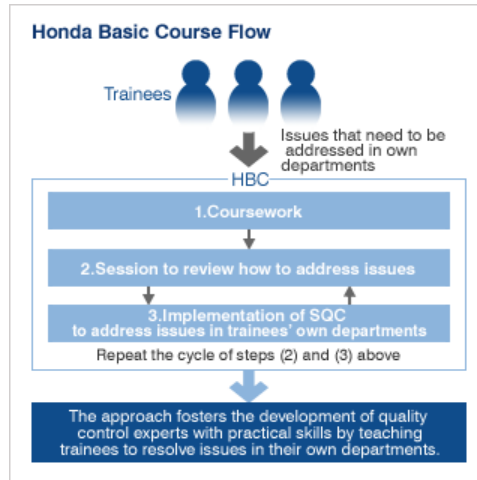 Honda Basic Course Flow
Trainees
Issues that need to be
addressed in own
departments
HBC
1.Coursework
2.Session to review how to address issues
3.Implementation of SQC
to address issues in trainees' own departments
Repeat the cycle of steps (2) and (3) above
The approach fosters the development of quality
control experts with practical skills by teaching
trainees to resolve issues in their own departments.